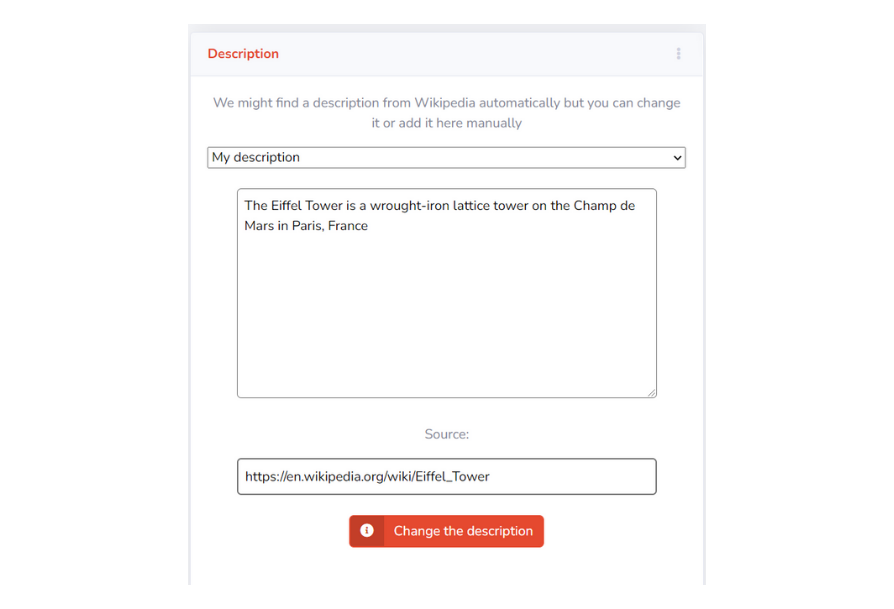 Description
We might find a description from Wikipedia automatically but you can change
it or add it here manually
My description
The Eiffel Tower is a wrought-iron lattice tower on the Champ de
Mars in Paris, France
Source:
https://en.wikipedia.org/wiki/Eiffel_Tower
Change the description